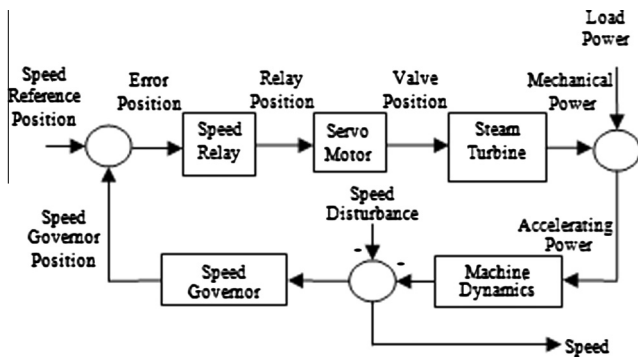 Load
Power
Speed
Reference
Position
Error
Position
Relay
Position
Valve
Position
Mechanical
Power
Speed
Relay
Servo
Motor
Steam
Turbine
Speed
Disturbance
-
-
Speed
Governor
Position
Accelerating
Power
Speed
Governor
Machine
Dynamics
Speed